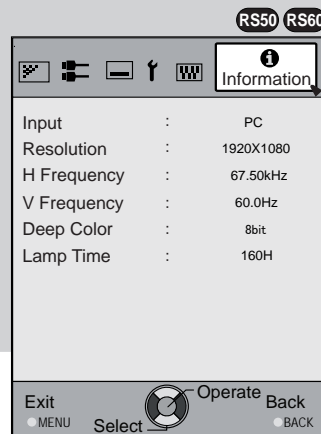 RS50 RS60
Information
Input : PC
Resolution : 1920X1080
H Frequency : 67.50kHz
V Frequency : 60.0Hz
Deep Color : 8bit
Lamp Time : 160H
Exit Operate Back
MENU Select BACK